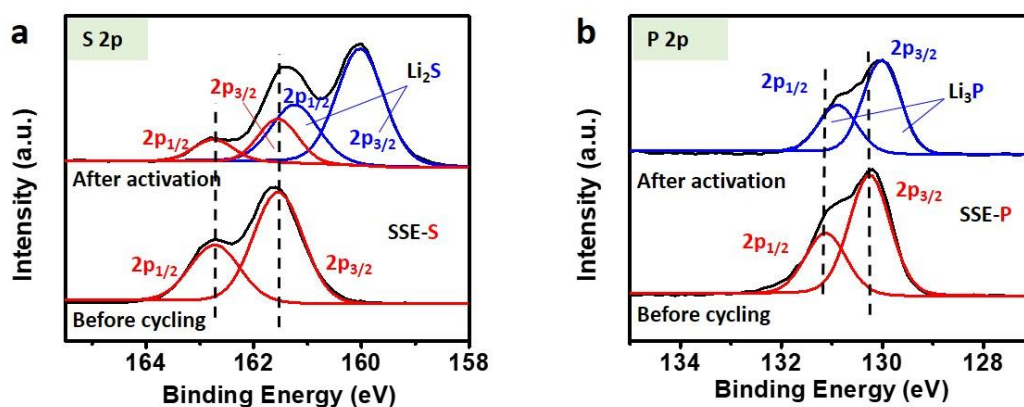 a
S 2p
Li₂S
2p₃/₂
2p₁/₂
2p₁/₂
2p₃/₂
After activation
SSE-S
2p₁/₂
2p₃/₂
Before cycling
Intensity (a.u.)
164 162 160 158
Binding Energy (eV)
b
P 2p
2p₃/₂
2p₁/₂
Li₃P
After activation
2p₃/₂
SSE-P
2p₁/₂
Before cycling
Intensity (a.u.)
134 132 130 128
Binding Energy (eV)